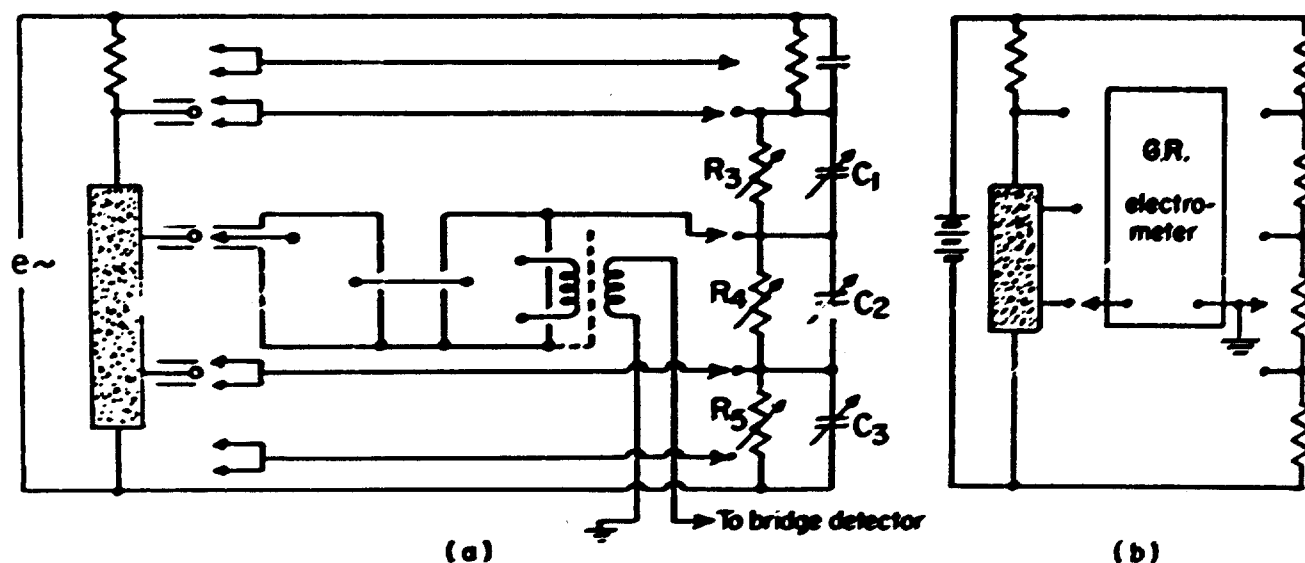 e~
R3
C1
R4
C2
R5
C3
To bridge detector
(a)
G.R.
electro-
meter
(b)